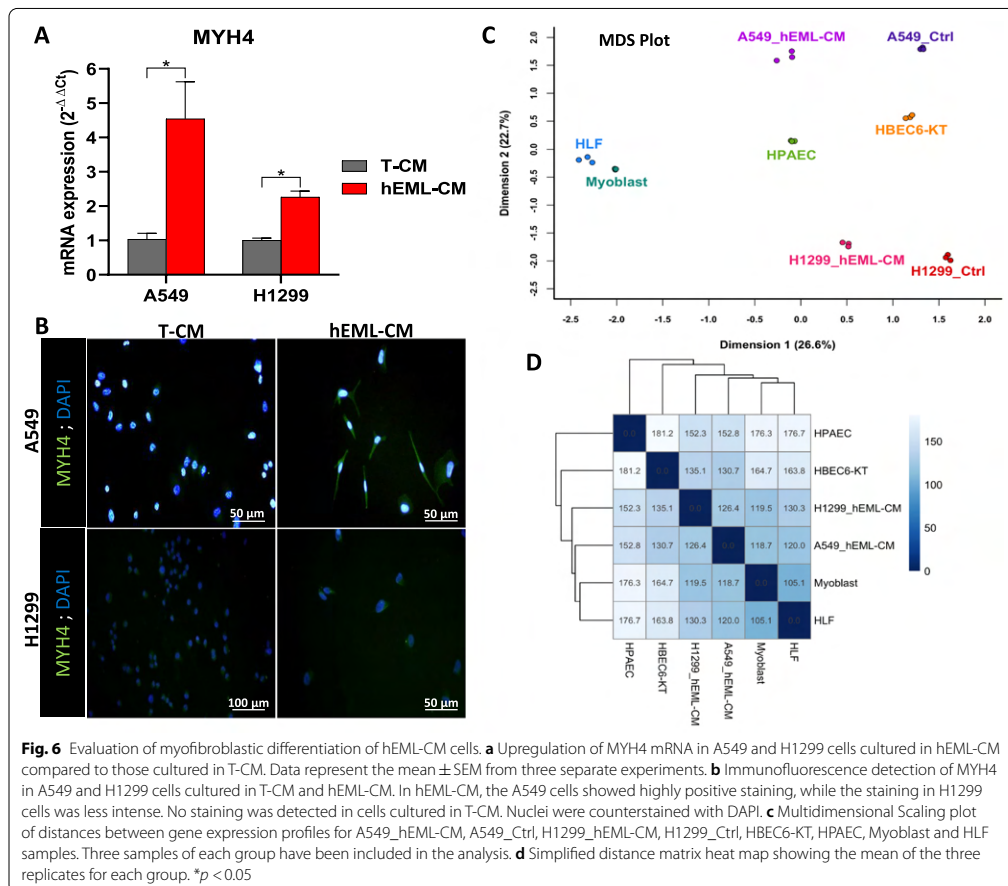 A
MYH4
mRNA expression (2^-ΔΔCt)
6
5
4
3
2
1
0
*
*
A549
H1299
T-CM
hEML-CM
B
T-CM
hEML-CM
A549
MYH4 ; DAPI
50 µm
50 µm
H1299
MYH4 ; DAPI
100 µm
50 µm
C
MDS Plot
A549_hEML-CM
A549_Ctrl
HBEC6-KT
HLF
HPAEC
Myoblast
H1299_hEML-CM
H1299_Ctrl
Dimension 2 (22.7%)
2.0
1.5
1.0
0.5
0.0
-0.5
-1.0
-1.5
-2.0
-2.5
-2.5 -2.0 -1.5 -1.0 -0.5 0.0 0.5 1.0 1.5 2.0
Dimension 1 (26.6%)
D
0.0 181.2 152.3 152.8 176.3 176.7 HPAEC
181.2 0.0 135.1 130.7 164.7 163.8 HBEC6-KT
152.3 135.1 0.0 126.4 119.5 130.3 H1299_hEML-CM
152.8 130.7 126.4 0.0 118.7 120.0 A549_hEML-CM
176.3 164.7 119.5 118.7 0.0 105.1 Myoblast
176.7 163.8 130.3 120.0 105.1 0.0 HLF
HPAEC
HBEC6-KT
H1299_hEML-CM
A549_hEML-CM
Myoblast
HLF
150
100
50
0
Fig. 6 Evaluation of myofibroblastic differentiation of hEML-CM cells. a Upregulation of MYH4 mRNA in A549 and H1299 cells cultured in hEML-CM
compared to those cultured in T-CM. Data represent the mean ± SEM from three separate experiments. b Immunofluorescence detection of MYH4
in A549 and H1299 cells cultured in T-CM and hEML-CM. In hEML-CM, the A549 cells showed highly positive staining, while the staining in H1299
cells was less intense. No staining was detected in cells cultured in T-CM. Nuclei were counterstained with DAPI. c Multidimensional Scaling plot
of distances between gene expression profiles for A549_hEML-CM, A549_Ctrl, H1299_hEML-CM, H1299_Ctrl, HBEC6-KT, HPAEC, Myoblast and HLF
samples. Three samples of each group have been included in the analysis. d Simplified distance matrix heat map showing the mean of the three
replicates for each group. *p < 0.05